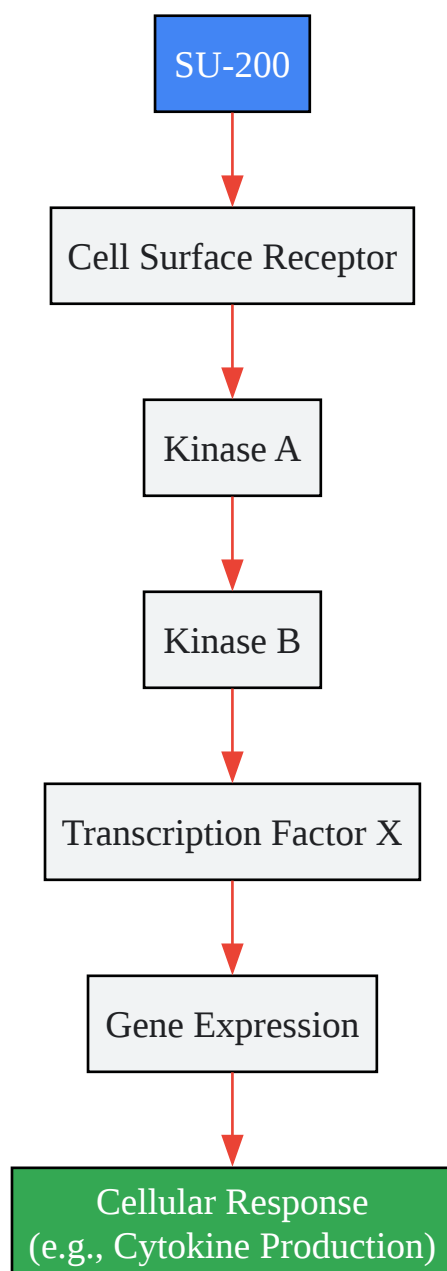 SU-200
Cell Surface Receptor
Kinase A
Kinase B
Transcription Factor X
Gene Expression
Cellular Response
(e.g., Cytokine Production)